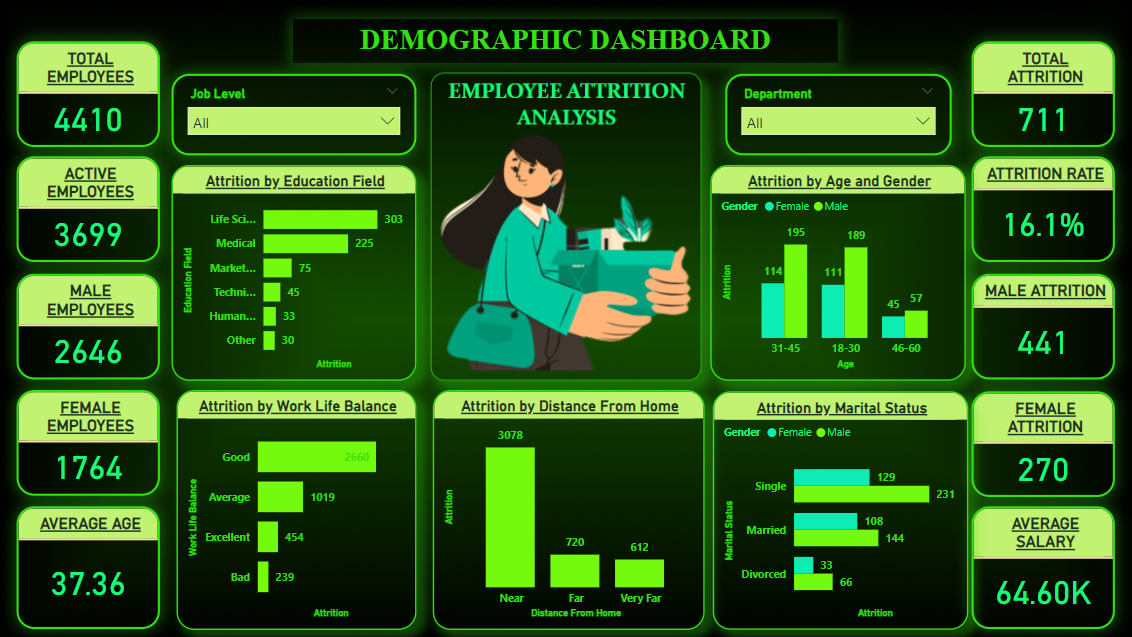 DEMOGRAPHIC DASHBOARD
TOTAL
EMPLOYEES
4410
ACTIVE
EMPLOYEES
3699
MALE
EMPLOYEES
2646
FEMALE
EMPLOYEES
1764
AVERAGE AGE
37.36
Job Level
All
EMPLOYEE ATTRITION
ANALYSIS
Department
All
Attrition by Education Field
Education Field
Life Sci... 303
Medical 225
Market... 75
Techni... 45
Human... 33
Other 30
Attrition
Attrition by Age and Gender
Gender Female Male
Attrition
114 195 111 189 45 57
31-45 18-30 46-60
Age
Attrition by Work Life Balance
Work Life Balance
Good 2660
Average 1019
Excellent 454
Bad 239
Attrition
Attrition by Distance From Home
Attrition
3078 720 612
Near Far Very Far
Distance From Home
Attrition by Marital Status
Gender Female Male
Marital Status
Single 129 231
Married 108 144
Divorced 33 66
Attrition
TOTAL
ATTRITION
711
ATTRITION RATE
16.1%
MALE ATTRITION
441
FEMALE
ATTRITION
270
AVERAGE
SALARY
64.60K